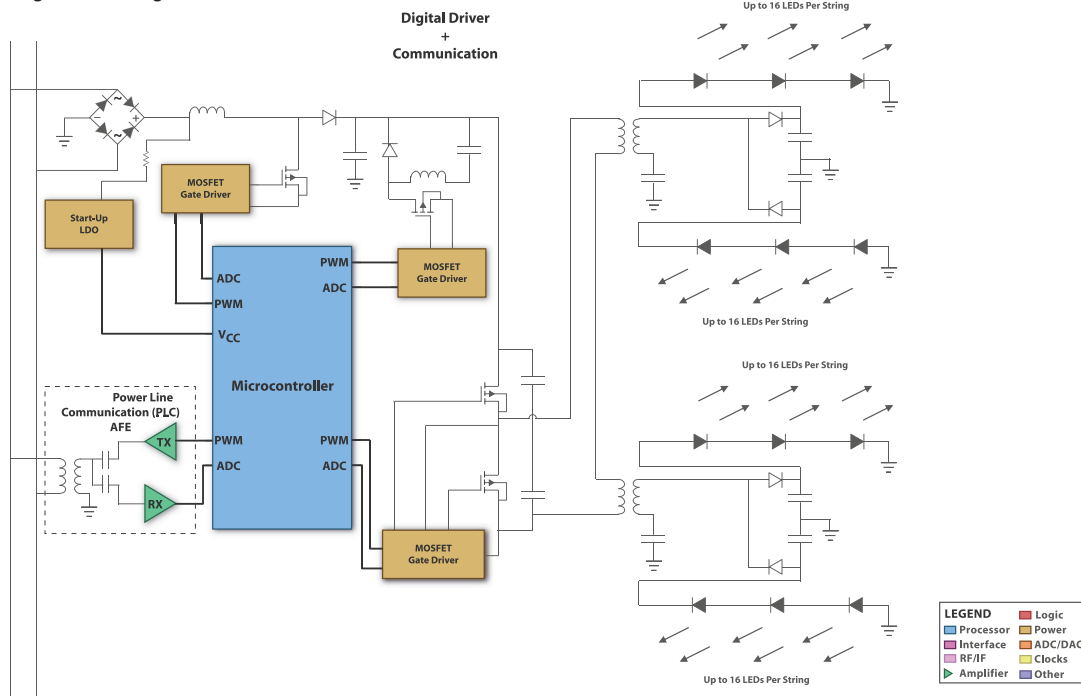 Digital Driver
+
Communication
Up to 16 LEDs Per String
~
-
+
~
MOSFET
Gate Driver
Start-Up
LDO
PWM
ADC
MOSFET
Gate Driver
ADC
PWM
VCC
Microcontroller
Up to 16 LEDs Per String
Power Line
Communication (PLC)
AFE
TX
RX
PWM
ADC
PWM
ADC
MOSFET
Gate Driver
Up to 16 LEDs Per String
Up to 16 LEDs Per String
LEGEND
Processor
Interface
RF/IF
Amplifier
Logic
Power
ADC/DAC
Clocks
Other